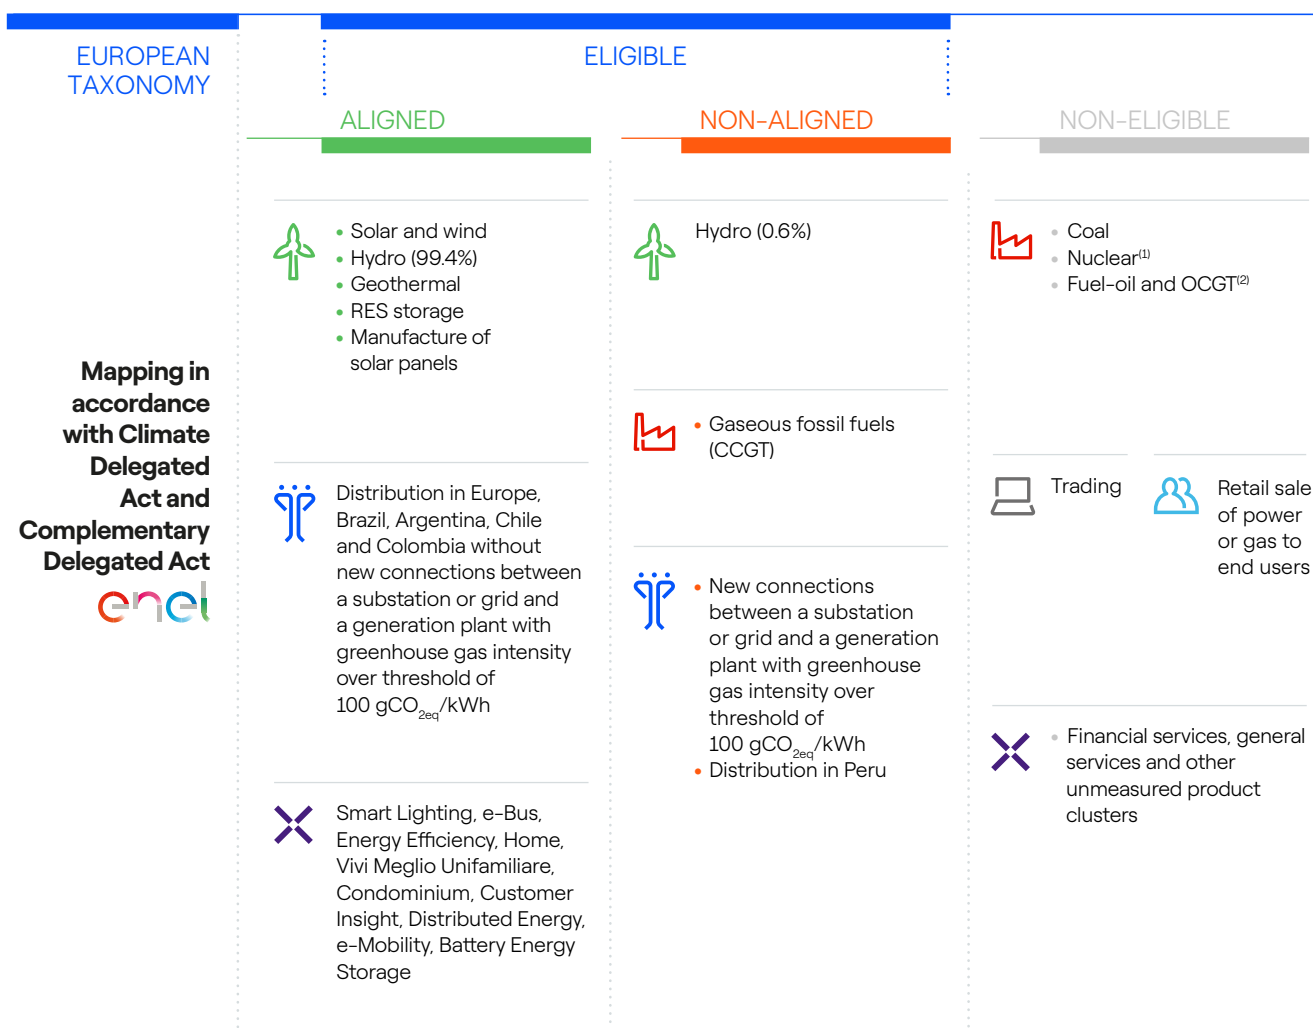 EUROPEAN
TAXONOMY
ELIGIBLE
ALIGNED
NON-ALIGNED
NON-ELIGIBLE
Mapping in
accordance
with Climate
Delegated
Act and
Complementary
Delegated Act
enel
• Solar and wind
• Hydro (99.4%)
• Geothermal
• RES storage
• Manufacture of
solar panels
Distribution in Europe,
Brazil, Argentina, Chile
and Colombia without
new connections between
a substation or grid and
a generation plant with
greenhouse gas intensity
over threshold of
100 gCO2eq/kWh
Smart Lighting, e-Bus,
Energy Efficiency, Home,
Vivi Meglio Unifamiliare,
Condominium, Customer
Insight, Distributed Energy,
e-Mobility, Battery Energy
Storage
Hydro (0.6%)
• Gaseous fossil fuels
(CCGT)
• New connections
between a substation
or grid and a generation
plant with greenhouse
gas intensity over
threshold of
100 gCO2eq/kWh
• Distribution in Peru
• Coal
• Nuclear(1)
• Fuel-oil and OCGT(2)
Trading
Retail sale
of power
or gas to
end users
• Financial services, general
services and other
unmeasured product
clusters